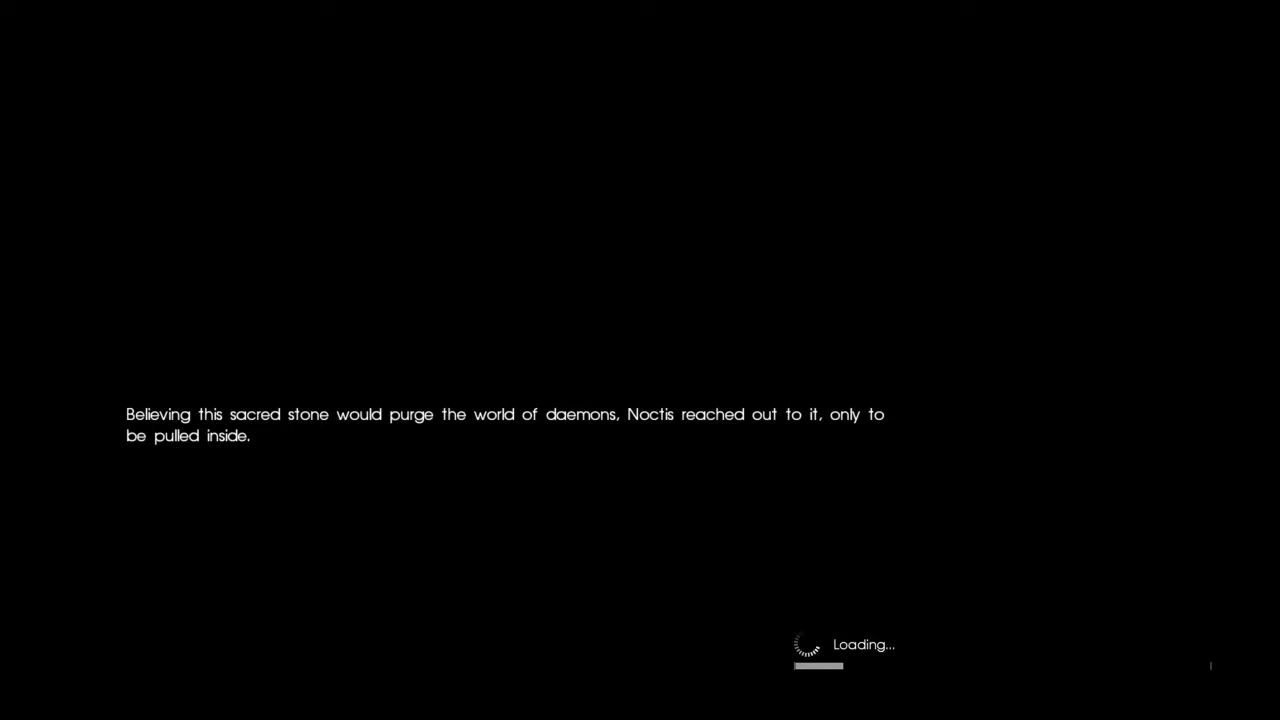 Believing this sacred stone would purge the world of daemons, Noctis reached out to it, only to
be pulled inside.
Loading...